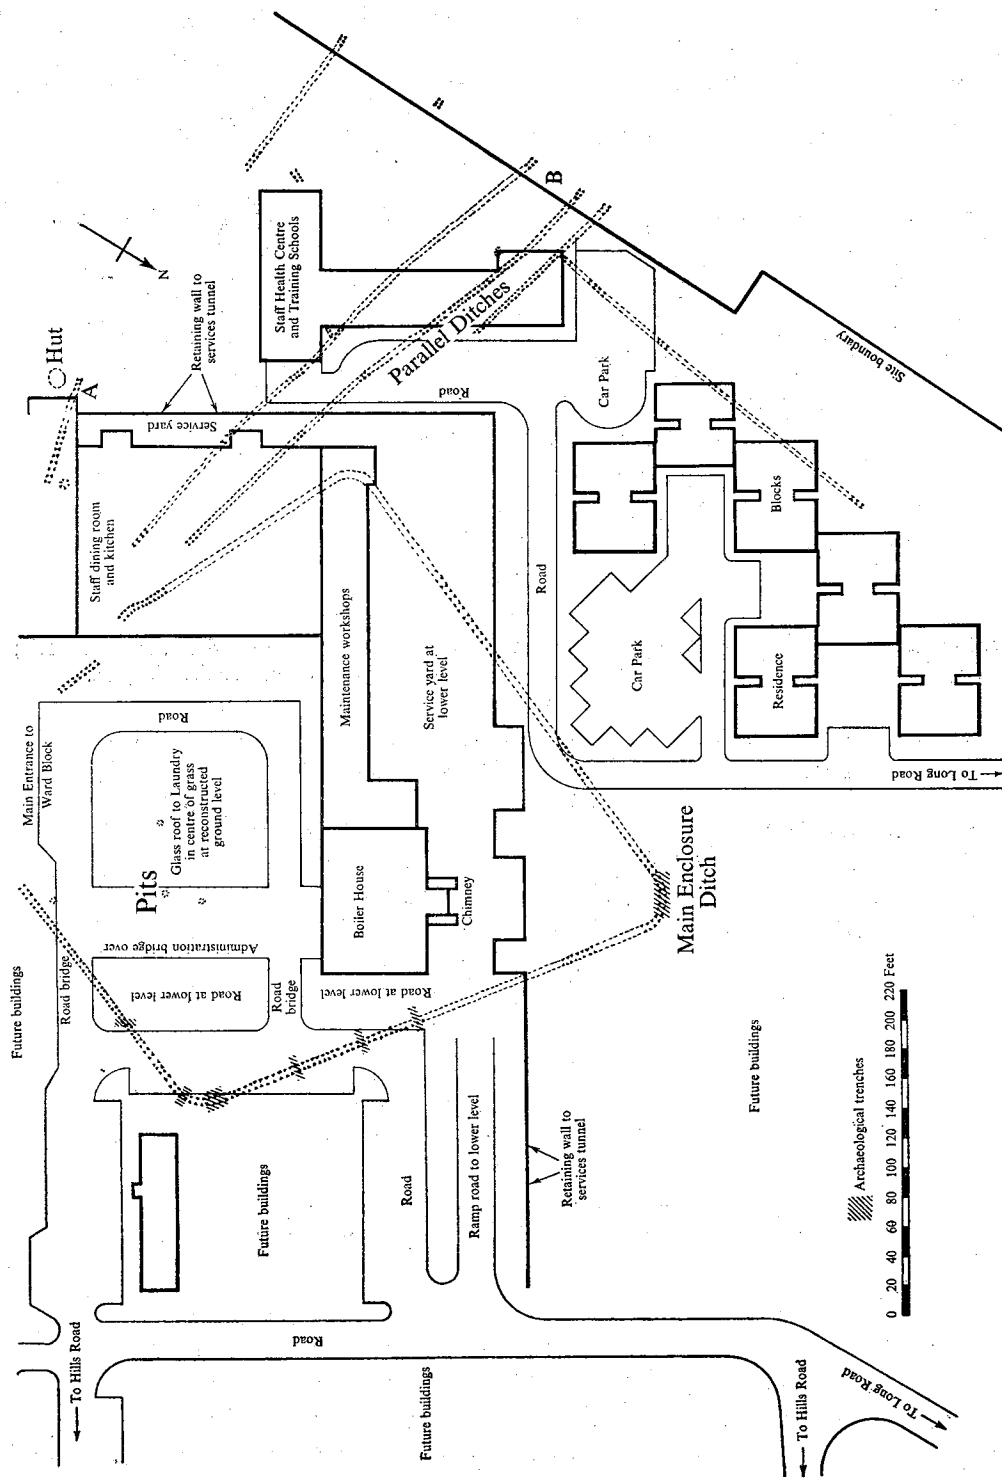 Hut
A
N
Retaining wall to
services tunnel
Staff Health Centre
and Training Schools
B
Parallel Ditches
Service yard
Road
Car Park
Site boundary
Staff dining room
and kitchen
Blocks
Road
Maintenance workshops
Service yard at
lower level
Car Park
Residence
To Long Road
Main Entrance to
Ward Block
Road
Glass roof to Laundry
in centre of grass
at reconstructed
ground level
Pits
Boiler House
Chimney
Main Enclosure
Ditch
Future buildings
Road bridge
Administration bridge over
Road at lower level
Road
bridge
Road at lower level
Future buildings
Road
Ramp road to lower level
Retaining wall to
services tunnel
Future buildings
Archaeological trenches
0 20 40 60 80 100 120 140 160 180 200 220 Feet
To Hills Road
Road
Future buildings
To Hills Road
To Long Road